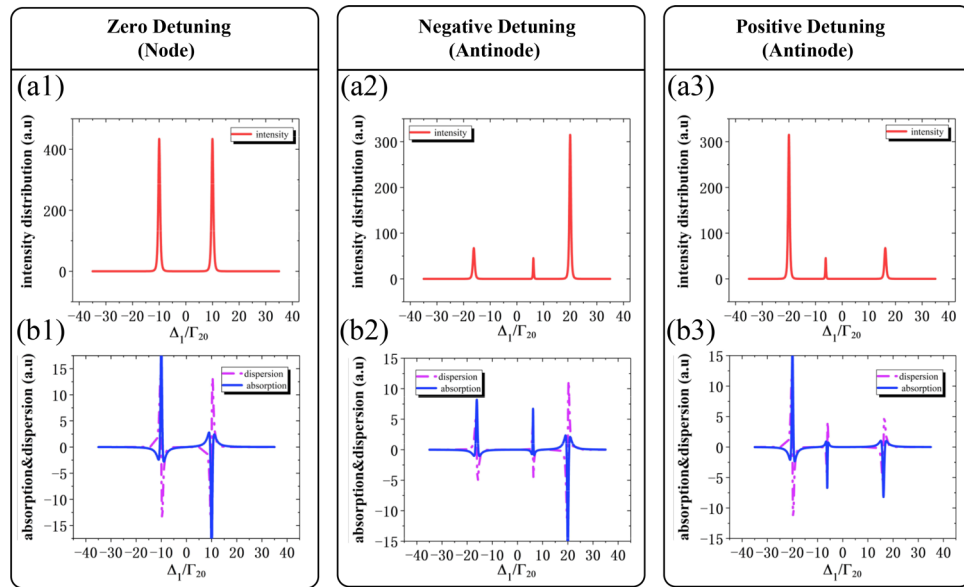 Zero Detuning
(Node)
Negative Detuning
(Antinode)
Positive Detuning
(Antinode)
(a1)
intensity
400
200
0
intensity distribution (a.u)
−40 −30 −20 −10 0 10 20 30 40
Δ₁/Γ₂₀
(a2)
intensity
300
200
100
0
intensity distribution (a.u)
−40 −30 −20 −10 0 10 20 30 40
Δ₁/Γ₂₀
(a3)
intensity
300
200
100
0
intensity distribution (a.u)
−40 −30 −20 −10 0 10 20 30 40
Δ₁/Γ₂₀
(b1)
dispersion
absorption
15
10
5
0
−5
−10
−15
absorption&dispersion (a.u)
−40 −30 −20 −10 0 10 20 30 40
Δ₁/Γ₂₀
(b2)
dispersion
absorption
15
10
5
0
−5
−10
−15
absorption&dispersion (a.u)
−40 −30 −20 −10 0 10 20 30 40
Δ₁/Γ₂₀
(b3)
dispersion
absorption
15
10
5
0
−5
−10
−15
absorption&dispersion (a.u)
−40 −30 −20 −10 0 10 20 30 40
Δ₁/Γ₂₀